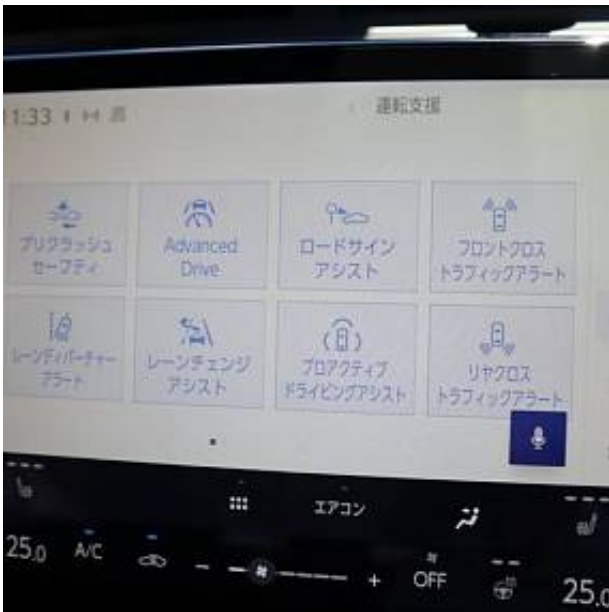 11:33
運転支援
プリクラッシュ
セーフティ
Advanced
Drive
ロードサイン
アシスト
フロントクロス
トラフィックアラート
レーンディパーチャー
アラート
レーンチェンジ
アシスト
プロアクティブ
ドライビングアシスト
リヤクロス
トラフィックアラート
エアコン
25.0
A/C
-
+
OFF
25.0